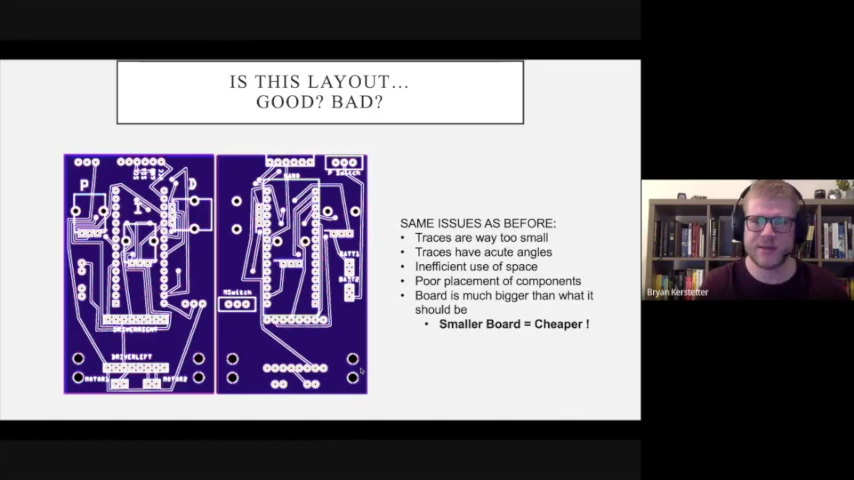 IS THIS LAYOUT...
GOOD? BAD?
P
D
I
DRIVERRIGHT
DRIVERLEFT
MOTOR1
MOTOR2
P Switch
BATT1
BATT2
MSwitch
SAME ISSUES AS BEFORE:
• Traces are way too small
• Traces have acute angles
• Inefficient use of space
• Poor placement of components
• Board is much bigger than what it
should be
• Smaller Board = Cheaper !
Bryan Kerstetter